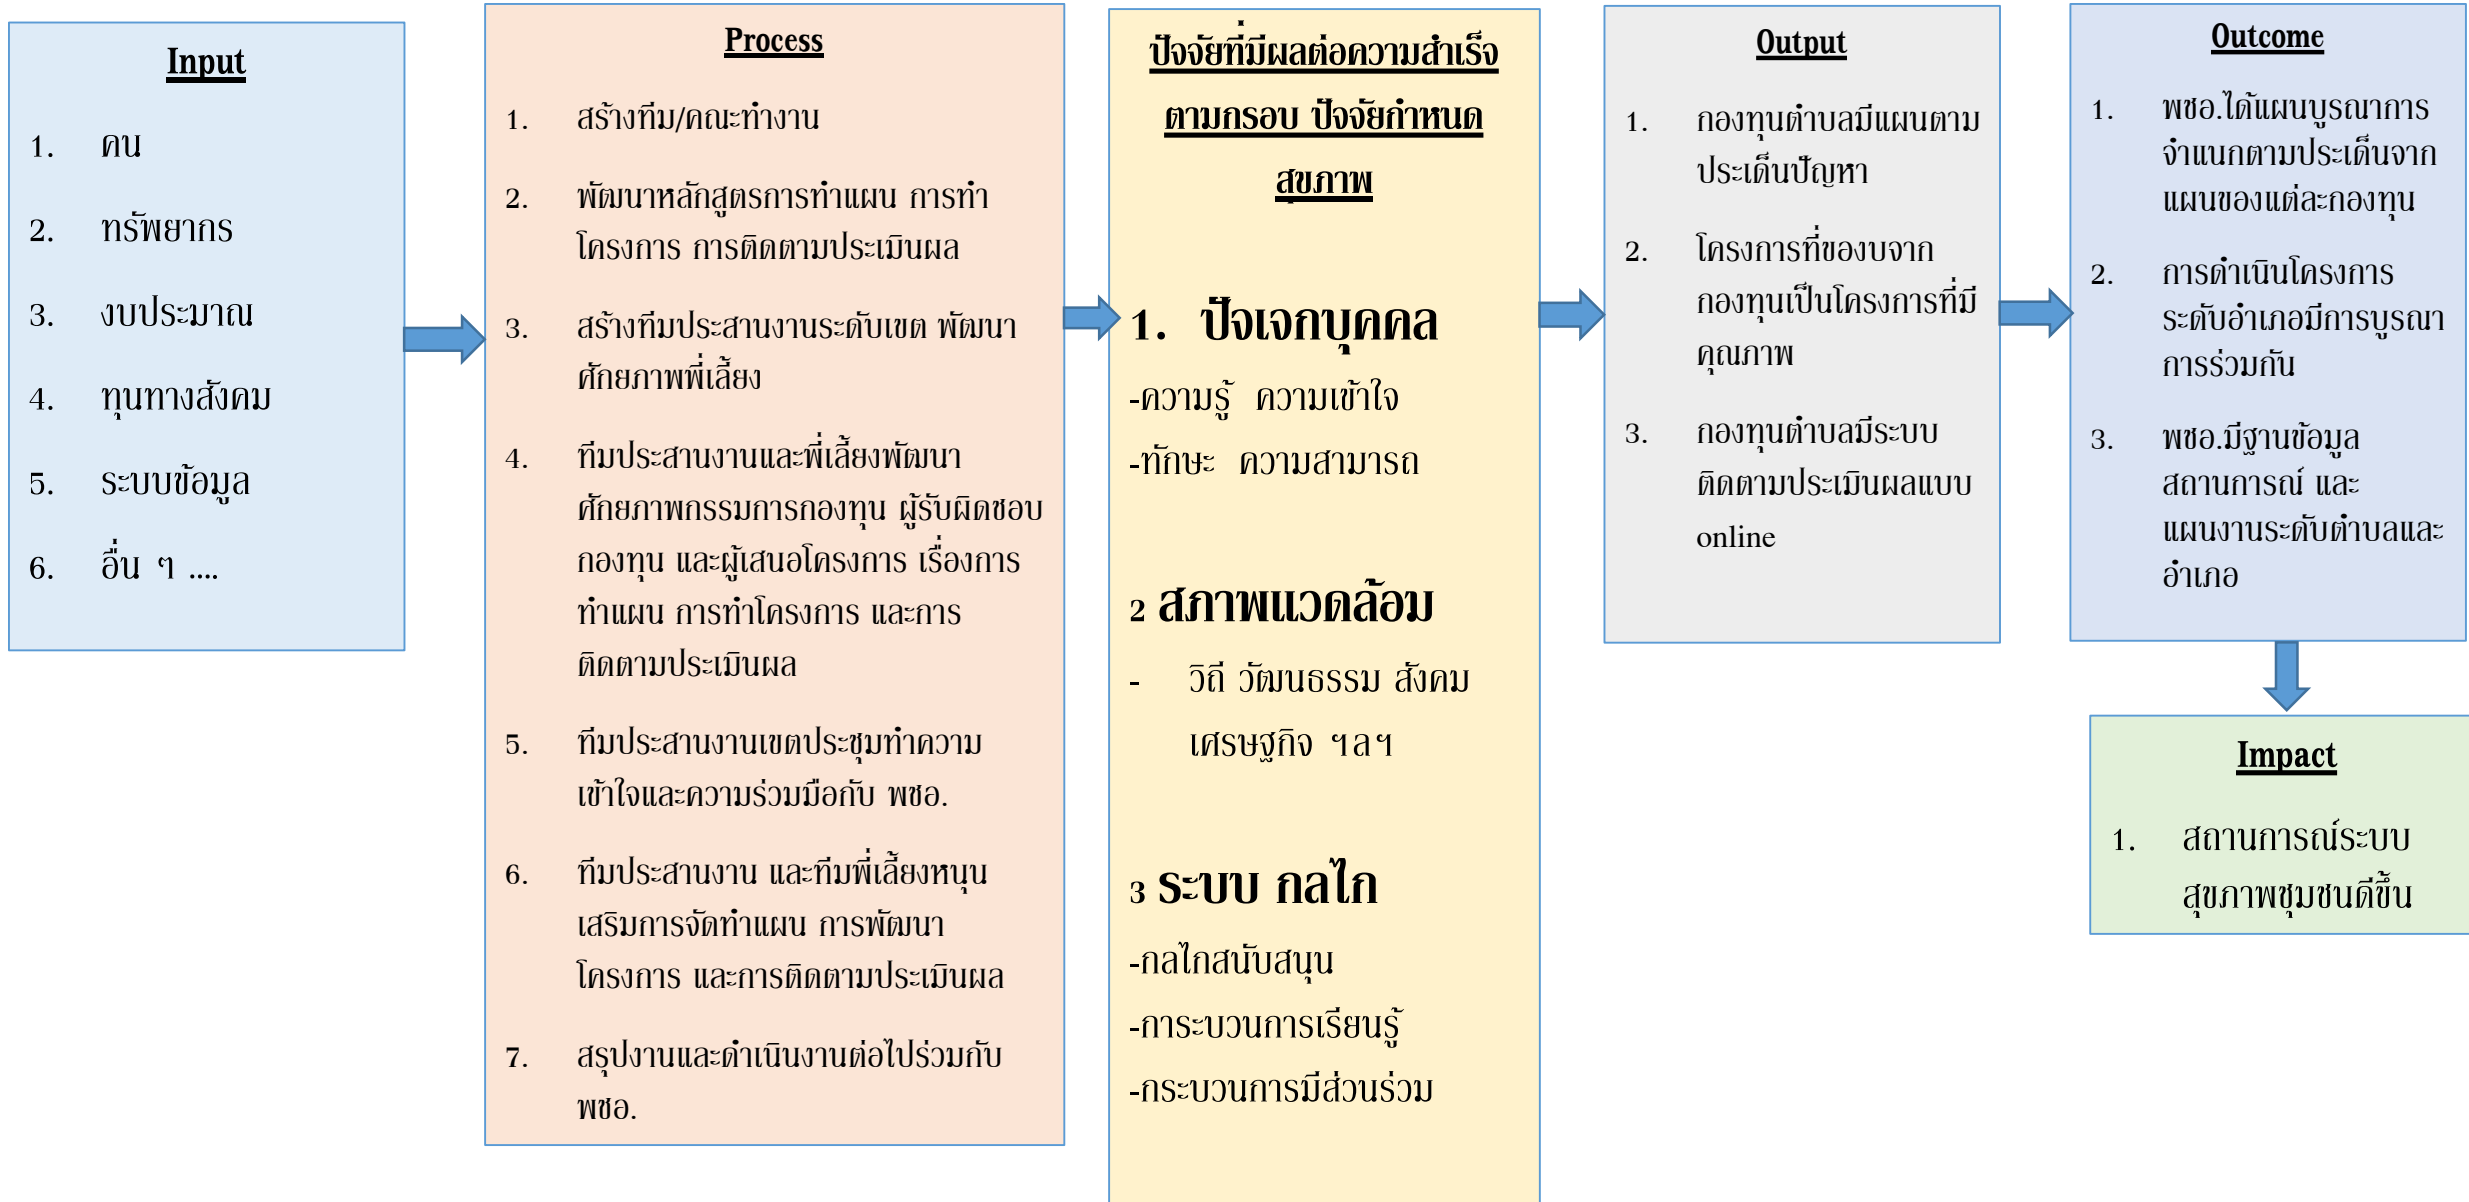 Input
1. คน
2. ทรัพยากร
3. งบประมาณ
4. ทุนทางสังคม
5. ระบบข้อมูล
6. อื่น ๆ ....
Process
1. สร้างทีม/คณะทำงาน
2. พัฒนาหลักสูตรการทำแผน การทำ
โครงการ การติดตามประเมินผล
3. สร้างทีมประสานงานระดับเขต พัฒนา
ศักยภาพพี่เลี้ยง
4. ทีมประสานงานและพี่เลี้ยงพัฒนา
ศักยภาพกรรมการกองทุน ผู้รับผิดชอบ
กองทุน และผู้เสนอโครงการ เรื่องการ
ทำแผน การทำโครงการ และการ
ติดตามประเมินผล
5. ทีมประสานงานเขตประชุมทำความ
เข้าใจและความร่วมมือกับ พชอ.
6. ทีมประสานงาน และทีมพี่เลี้ยงหนุน
เสริมการจัดทำแผน การพัฒนา
โครงการ และการติดตามประเมินผล
7. สรุปงานและดำเนินงานต่อไปร่วมกับ
พชอ.
ปัจจัยที่มีผลต่อความสำเร็จ
ตามกรอบ ปัจจัยกำหนด
สุขภาพ
1. ปัจเจกบุคคล
-ความรู้ ความเข้าใจ
-ทักษะ ความสามารถ
2 สภาพแวดล้อม
- วิถี วัฒนธรรม สังคม
เศรษฐกิจ ฯลฯ
3 ระบบ กลไก
-กลไกสนับสนุน
-การะบวนการเรียนรู้
-กระบวนการมีส่วนร่วม
Output
1. กองทุนตำบลมีแผนตาม
ประเด็นปัญหา
2. โครงการที่ของบจาก
กองทุนเป็นโครงการที่มี
คุณภาพ
3. กองทุนตำบลมีระบบ
ติดตามประเมินผลแบบ
online
Outcome
1. พชอ.ได้แผนบูรณาการ
จำแนกตามประเด็นจาก
แผนของแต่ละกองทุน
2. การดำเนินโครงการ
ระดับอำเภอมีการบูรณา
การร่วมกัน
3. พชอ.มีฐานข้อมูล
สถานการณ์ และ
แผนงานระดับตำบลและ
อำเภอ
Impact
1. สถานการณ์ระบบ
สุขภาพชุมชนดีขึ้น